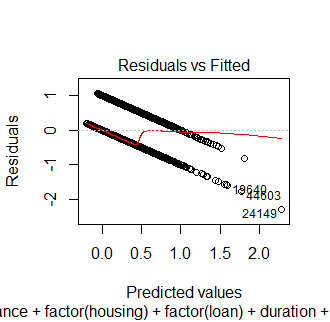 Residuals vs Fitted
Residuals
1
0
-1
-2
19640
44603
24149
0.0 0.5 1.0 1.5 2.0
Predicted values
ance + factor(housing) + factor(loan) + duration +